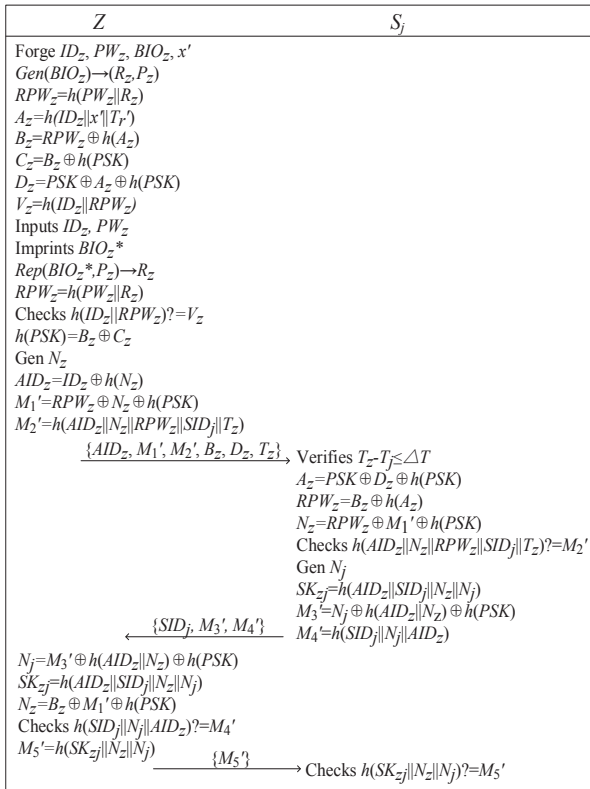 Z S_j
Forge ID_Z, PW_Z, BIO_Z, x'
Gen(BIO_Z)→(R_Z,P_Z)
RPW_Z=h(PW_Z||R_Z)
A_Z=h(ID_Z||x'||T_r')
B_Z=RPW_Z⊕h(A_Z)
C_Z=B_Z⊕h(PSK)
D_Z=PSK⊕A_Z⊕h(PSK)
V_Z=h(ID_Z||RPW_Z)
Inputs ID_Z, PW_Z
Imprints BIO_Z*
Rep(BIO_Z*,P_Z)→R_Z
RPW_Z=h(PW_Z||R_Z)
Checks h(ID_Z||RPW_Z)?=V_Z
h(PSK)=B_Z⊕C_Z
Gen N_Z
AID_Z=ID_Z⊕h(N_Z)
M_1'=RPW_Z⊕N_Z⊕h(PSK)
M_2'=h(AID_Z||N_Z||RPW_Z||SID_j||T_Z)
{AID_Z, M_1', M_2', B_Z, D_Z, T_Z}
Verifies T_Z-T_j≤△T
A_Z=PSK⊕D_Z⊕h(PSK)
RPW_Z=B_Z⊕h(A_Z)
N_Z=RPW_Z⊕M_1'⊕h(PSK)
Checks h(AID_Z||N_Z||RPW_Z||SID_j||T_Z)?=M_2'
Gen N_j
SK_Zj=h(AID_Z||SID_j||N_Z||N_j)
M_3'=N_j⊕h(AID_Z||N_Z)⊕h(PSK)
M_4'=h(SID_j||N_j||AID_Z)
{SID_j, M_3', M_4'}
N_j=M_3'⊕h(AID_Z||N_Z)⊕h(PSK)
SK_Zj=h(AID_Z||SID_j||N_Z||N_j)
N_Z=B_Z⊕M_1'⊕h(PSK)
Checks h(SID_j||N_j||AID_Z)?=M_4'
M_5'=h(SK_Zj||N_Z||N_j)
{M_5'}
Checks h(SK_Zj||N_Z||N_j)?=M_5'